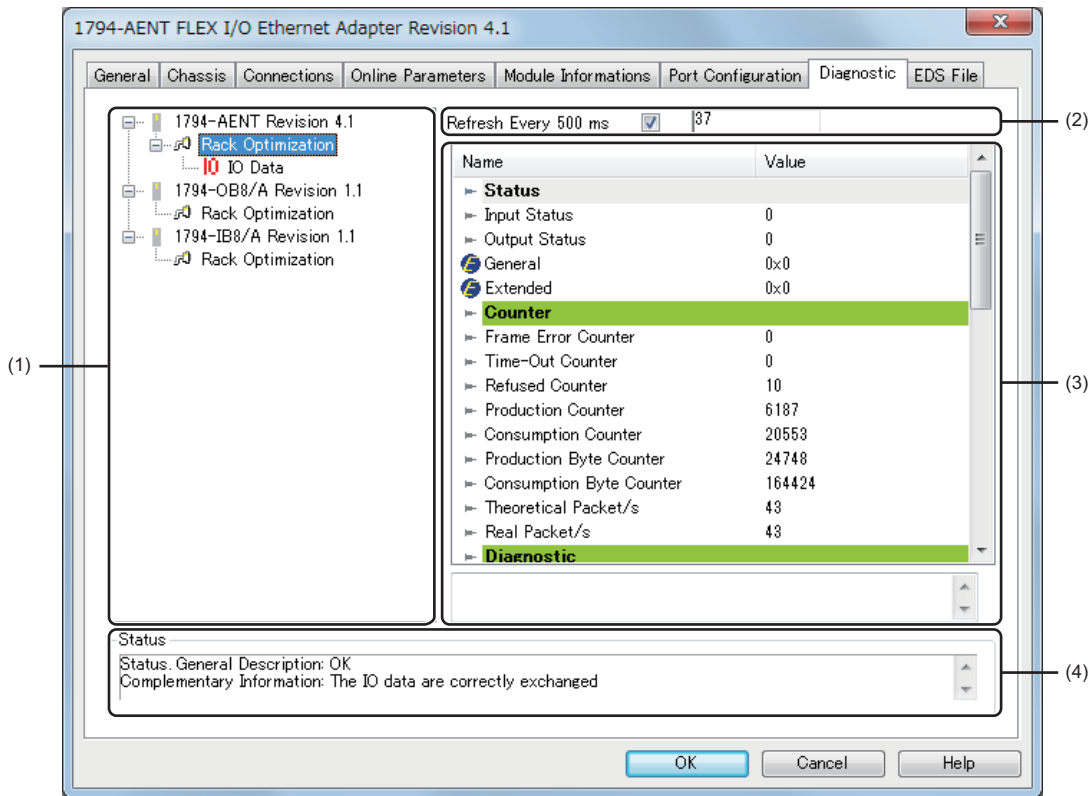 1794-AENT FLEX I/O Ethernet Adapter Revision 4.1
General Chassis Connections Online Parameters Module Informations Port Configuration Diagnostic EDS File
1794-AENT Revision 4.1
Rack Optimization
IO Data
1794-OB8/A Revision 1.1
Rack Optimization
1794-IB8/A Revision 1.1
Rack Optimization
(1)
Refresh Every 500 ms 37
(2)
Name Value
Status
Input Status 0
Output Status 0
General 0x0
Extended 0x0
Counter
Frame Error Counter 0
Time-Out Counter 0
Refused Counter 10
Production Counter 6187
Consumption Counter 20553
Production Byte Counter 24748
Consumption Byte Counter 164424
Theoretical Packet/s 43
Real Packet/s 43
Diagnostic
(3)
Status
Status. General Description: OK
Complementary Information: The IO data are correctly exchanged
(4)
OK Cancel Help